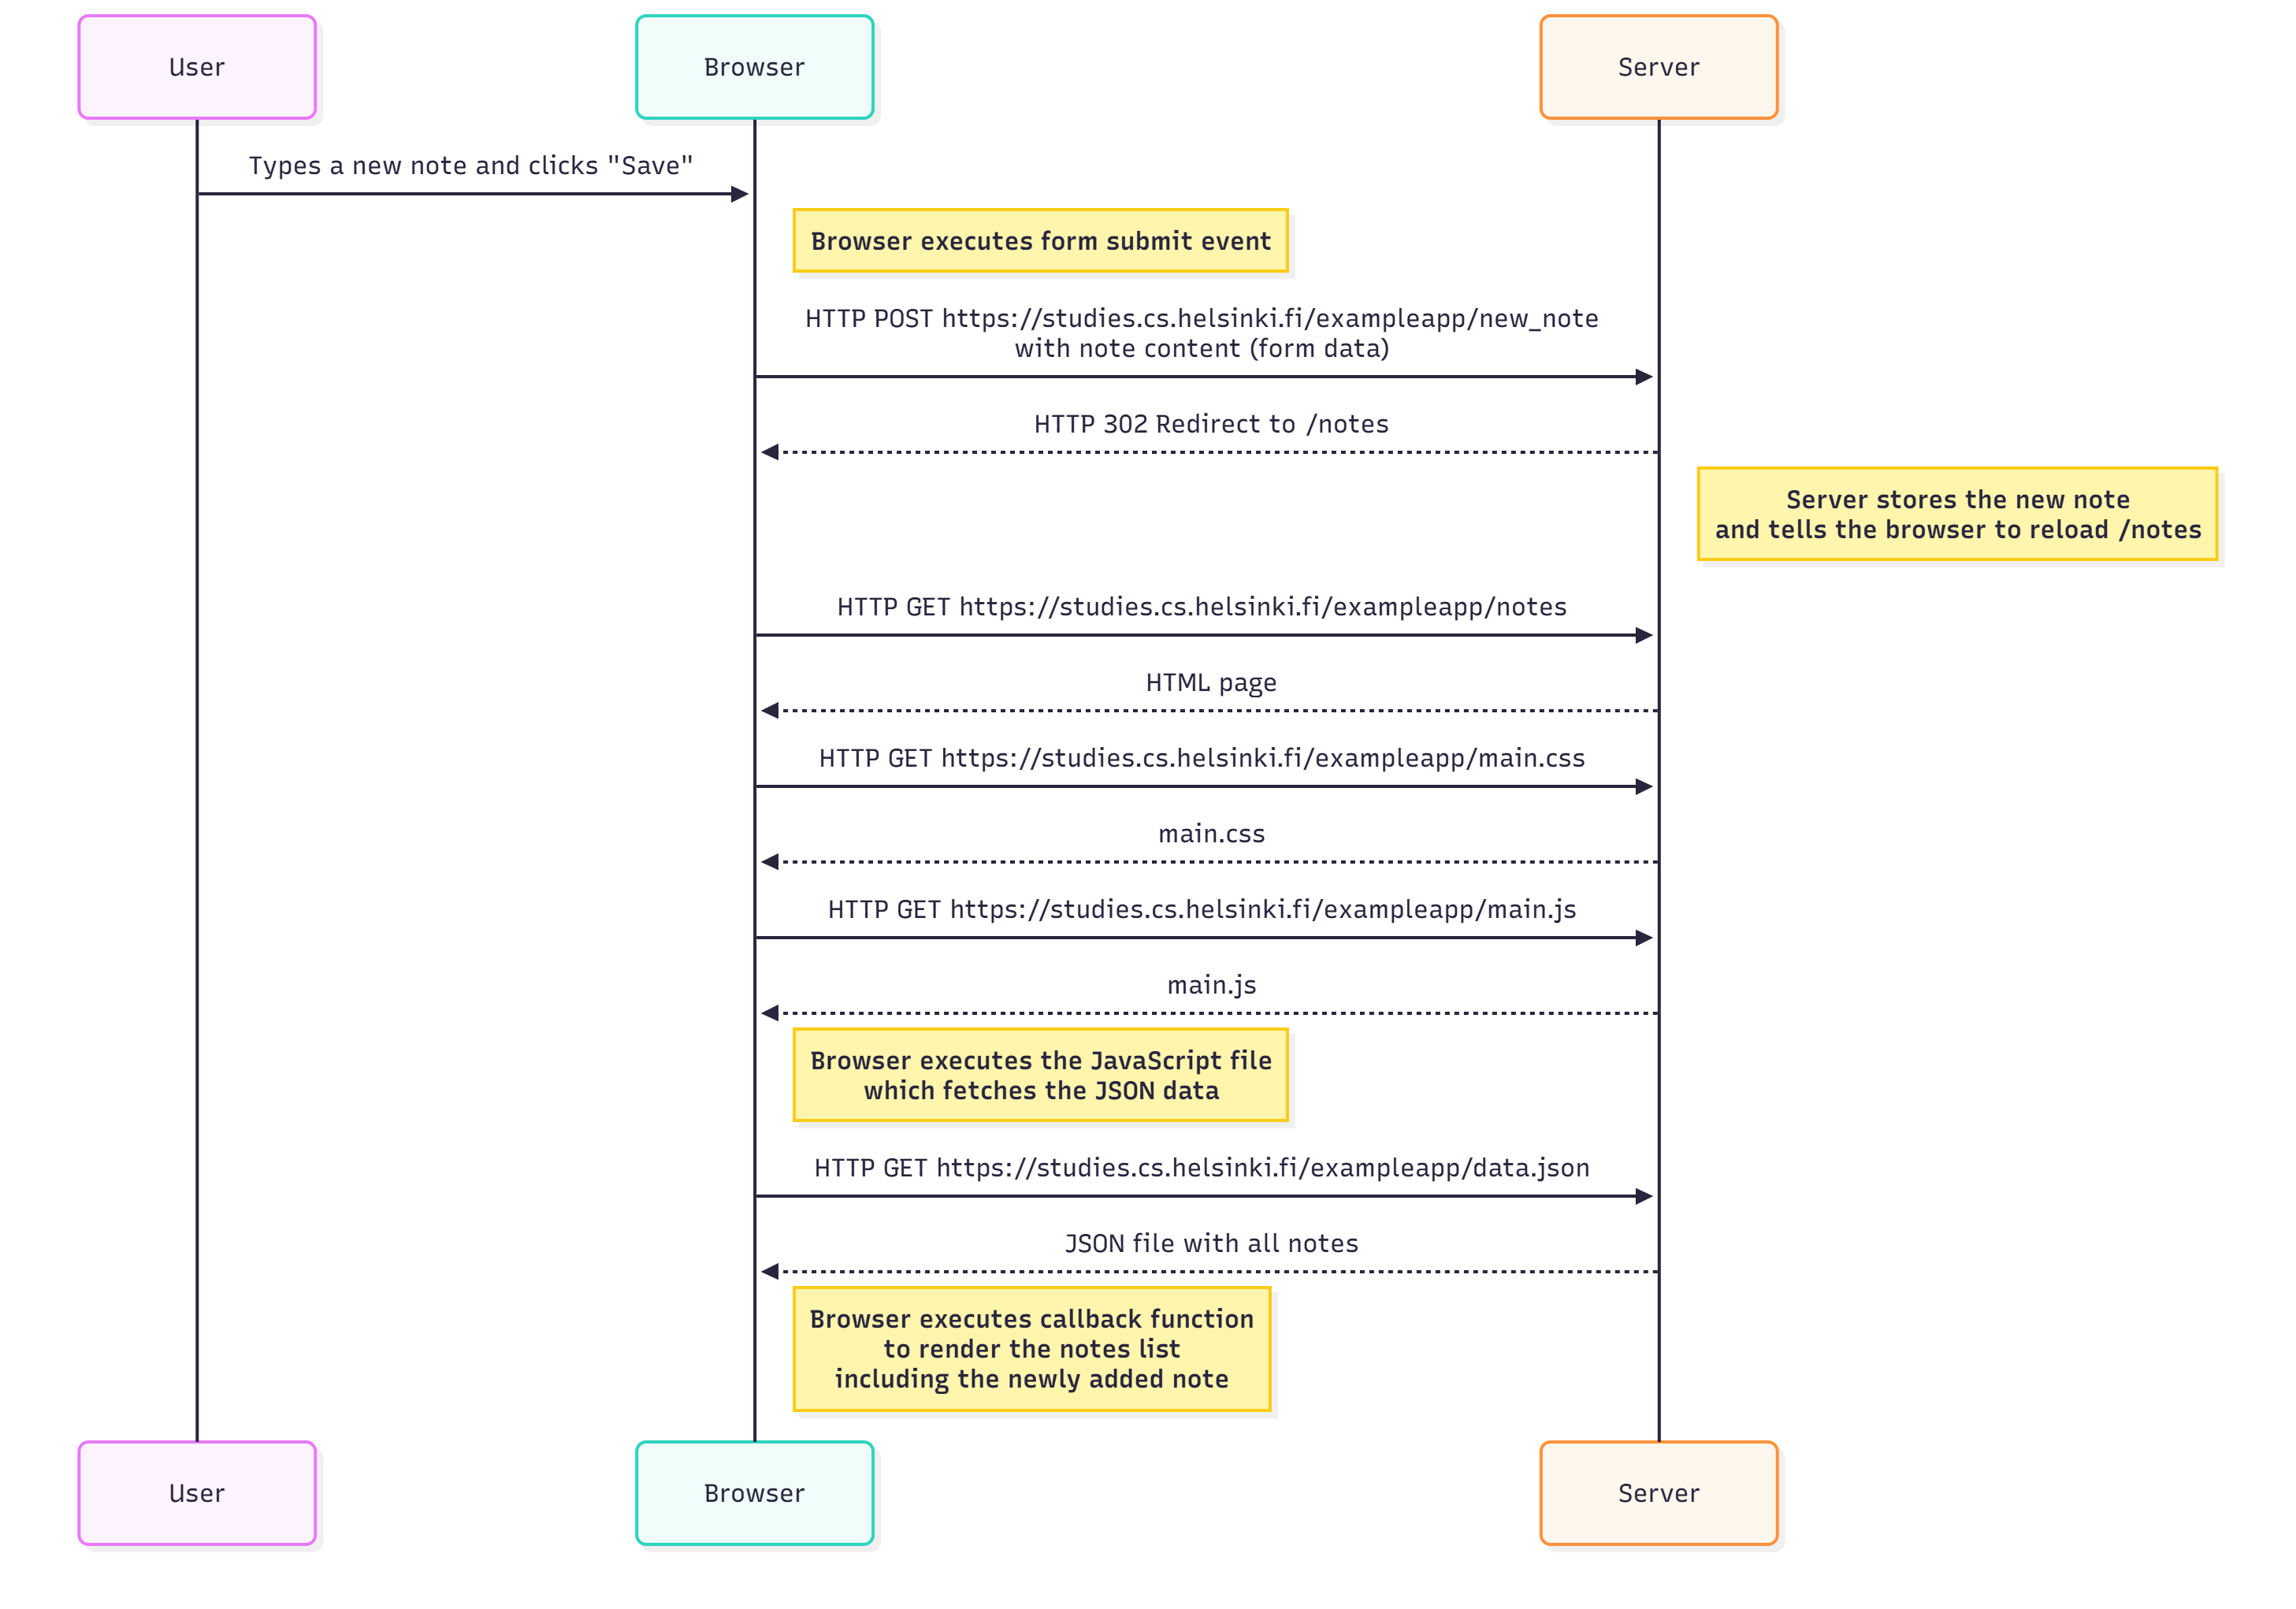 User
Browser
Server
Types a new note and clicks "Save"
Browser executes form submit event
HTTP POST https://studies.cs.helsinki.fi/exampleapp/new_note
with note content (form data)
HTTP 302 Redirect to /notes
Server stores the new note
and tells the browser to reload /notes
HTTP GET https://studies.cs.helsinki.fi/exampleapp/notes
HTML page
HTTP GET https://studies.cs.helsinki.fi/exampleapp/main.css
main.css
HTTP GET https://studies.cs.helsinki.fi/exampleapp/main.js
main.js
Browser executes the JavaScript file
which fetches the JSON data
HTTP GET https://studies.cs.helsinki.fi/exampleapp/data.json
JSON file with all notes
Browser executes callback function
to render the notes list
including the newly added note
User
Browser
Server